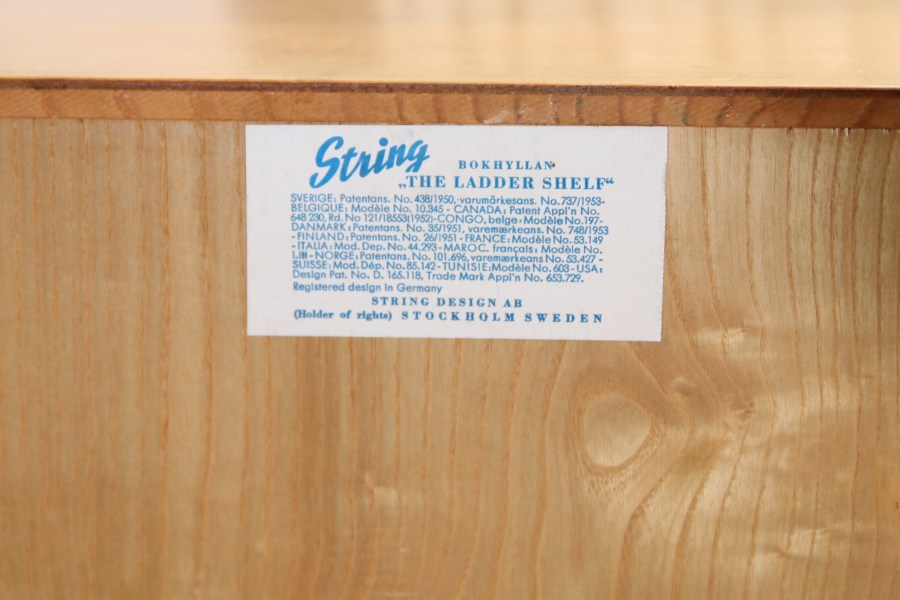 String BOKHYLLAN
„THE LADDER SHELF“
SVERIGE: Patentans. No. 438/1950, varumärkesans. No. 737/1953-
BELGIQUE: Modèle No. 10.345 - CANADA: Patent Appl'n No.
648 230, Rd. No 121/18553(1952)-CONGO, belge: Modèle No. 197-
DANMARK: Patentans. No. 35/1951, varemærkeans. No. 748/1953
- FINLAND: Patentans. No. 26/1951 - FRANCE: Modèle No. 53.149
- ITALIA: Mod. Dep. No. 44.293 - MAROC. français: Modèle No.
- NORGE: Patentans. No. 101.696, varemærkeans No. 53.427 -
SUISSE: Mod. Dép. No. 85.142 - TUNISIE: Modèle No. 603 - USA:
Design Pat. No. D. 165.118, Trade Mark Appl'n No. 653.729.
Registered design in Germany
STRING DESIGN AB
(Holder of rights) STOCKHOLM SWEDEN